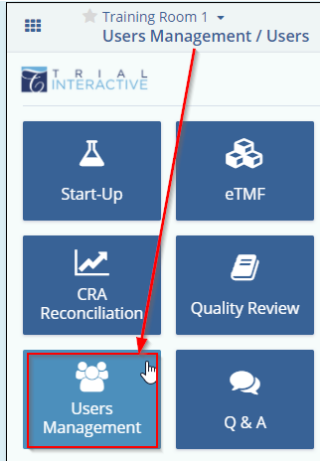 Training Room 1
Users Management / Users
TRIAL
INTERACTIVE
Start-Up
eTMF
CRA
Reconciliation
Quality Review
Users
Management
Q & A